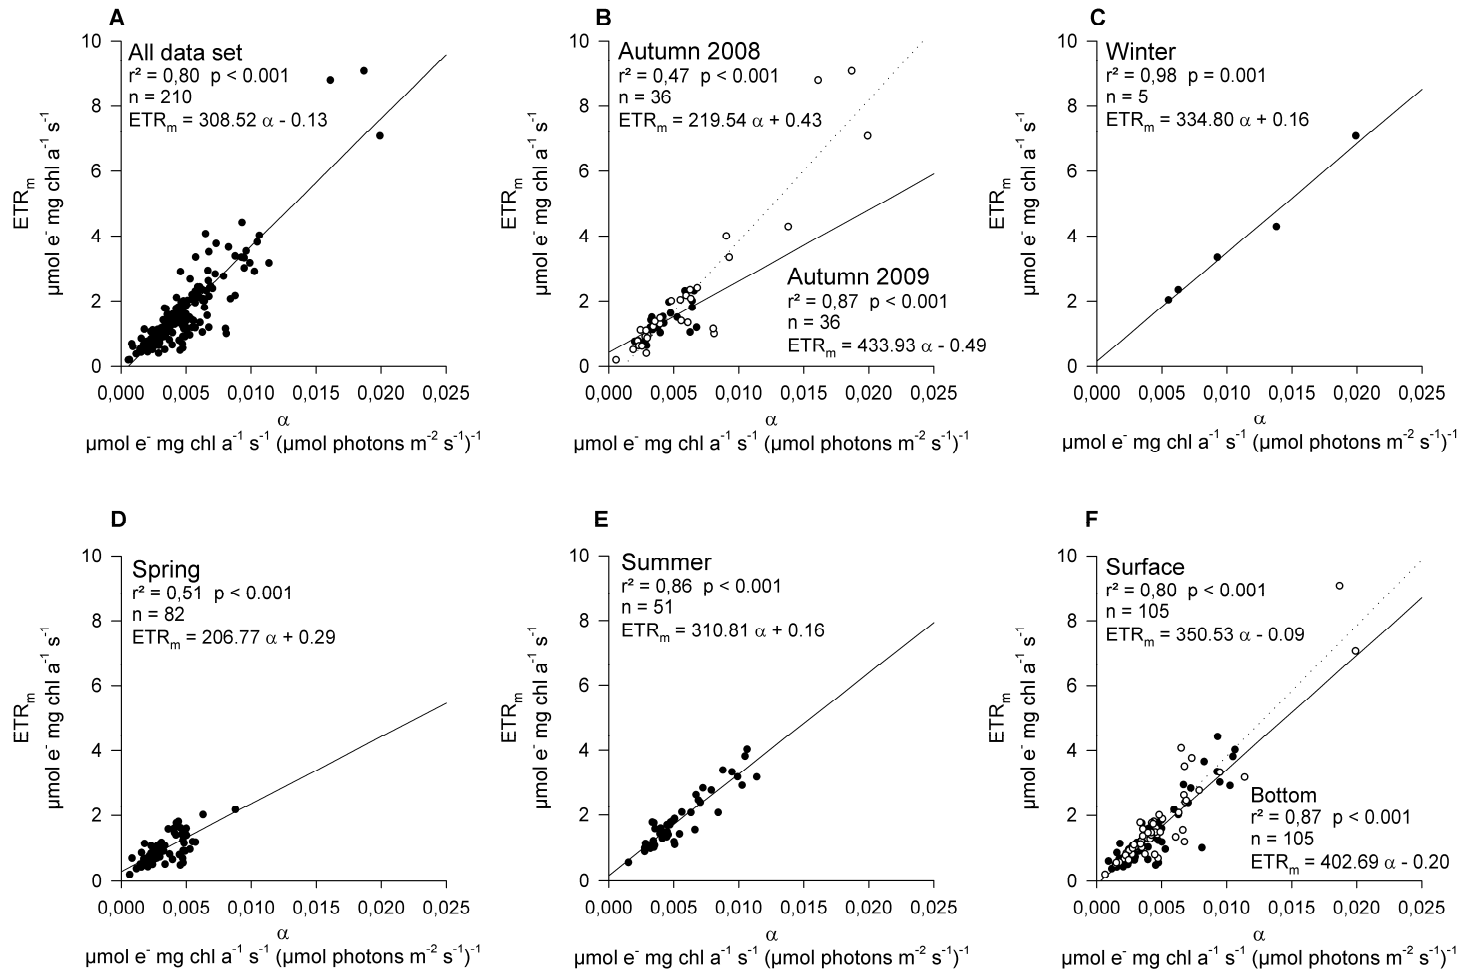 A
All data set
r² = 0,80 p < 0.001
n = 210
ETRm = 308.52 α - 0.13
10
8
6
4
2
0
ETRm
µmol e- mg chl a-1 s-1
0,000 0,005 0,010 0,015 0,020 0,025
α
µmol e- mg chl a-1 s-1 (µmol photons m-2 s-1)-1
B
Autumn 2008
r² = 0,47 p < 0.001
n = 36
ETRm = 219.54 α + 0.43
Autumn 2009
r² = 0,87 p < 0.001
n = 36
ETRm = 433.93 α - 0.49
10
8
6
4
2
0
ETRm
µmol e- mg chl a-1 s-1
0,000 0,005 0,010 0,015 0,020 0,025
α
µmol e- mg chl a-1 s-1 (µmol photons m-2 s-1)-1
C
Winter
r² = 0,98 p = 0.001
n = 5
ETRm = 334.80 α + 0.16
10
8
6
4
2
0
ETRm
µmol e- mg chl a-1 s-1
0,000 0,005 0,010 0,015 0,020 0,025
α
µmol e- mg chl a-1 s-1 (µmol photons m-2 s-1)-1
D
Spring
r² = 0,51 p < 0.001
n = 82
ETRm = 206.77 α + 0.29
10
8
6
4
2
0
ETRm
µmol e- mg chl a-1 s-1
0,000 0,005 0,010 0,015 0,020 0,025
α
µmol e- mg chl a-1 s-1 (µmol photons m-2 s-1)-1
E
Summer
r² = 0,86 p < 0.001
n = 51
ETRm = 310.81 α + 0.16
10
8
6
4
2
0
ETRm
µmol e- mg chl a-1 s-1
0,000 0,005 0,010 0,015 0,020 0,025
α
µmol e- mg chl a-1 s-1 (µmol photons m-2 s-1)-1
F
Surface
r² = 0,80 p < 0.001
n = 105
ETRm = 350.53 α - 0.09
Bottom
r² = 0,87 p < 0.001
n = 105
ETRm = 402.69 α - 0.20
10
8
6
4
2
0
ETRm
µmol e- mg chl a-1 s-1
0,000 0,005 0,010 0,015 0,020 0,025
α
µmol e- mg chl a-1 s-1 (µmol photons m-2 s-1)-1